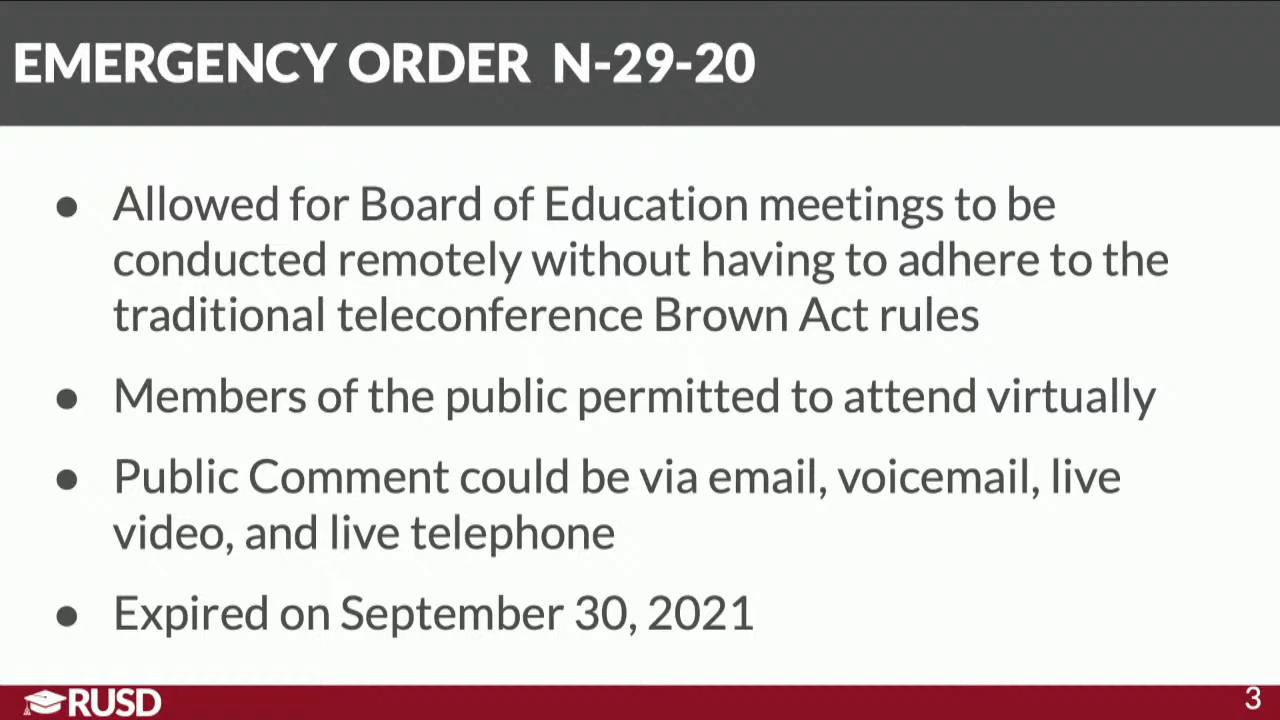 EMERGENCY ORDER N-29-20
● Allowed for Board of Education meetings to be
conducted remotely without having to adhere to the
traditional teleconference Brown Act rules
● Members of the public permitted to attend virtually
● Public Comment could be via email, voicemail, live
video, and live telephone
● Expired on September 30, 2021
RUSD
3